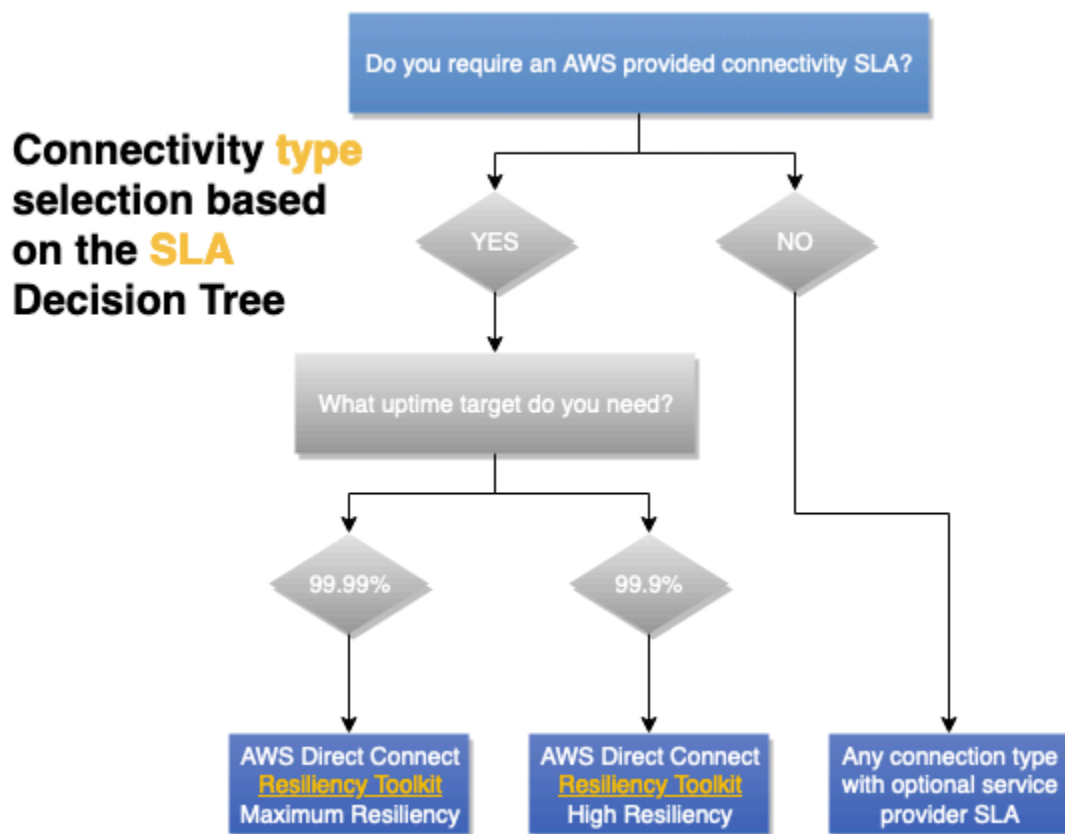 Do you require an AWS provided connectivity SLA?
Connectivity type
selection based
on the SLA
Decision Tree
YES
NO
What uptime target do you need?
99.99%
99.9%
AWS Direct Connect
Resiliency Toolkit
Maximum Resiliency
AWS Direct Connect
Resiliency Toolkit
High Resiliency
Any connection type
with optional service
provider SLA